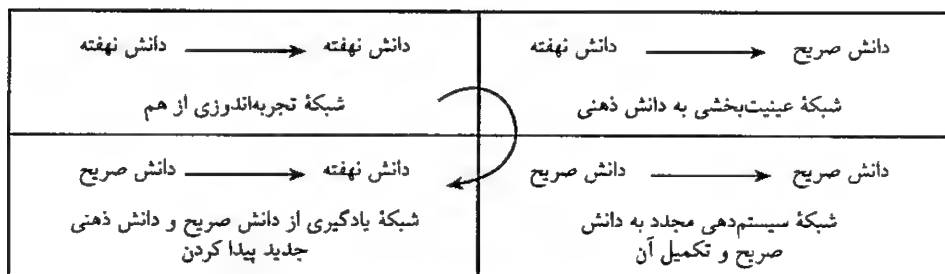 دانش صریح دانش نهفته
شبکهٔ عینیت‌بخشی به دانش ذهنی
دانش نهفته دانش نهفته
شبکهٔ تجربه‌اندوزی از هم
دانش صریح دانش صریح
شبکهٔ سیستم‌دهی مجدد به دانش
صریح و تکمیل آن
دانش نهفته دانش صریح
شبکهٔ یادگیری از دانش صریح و دانش ذهنی
جدید پیدا کردن